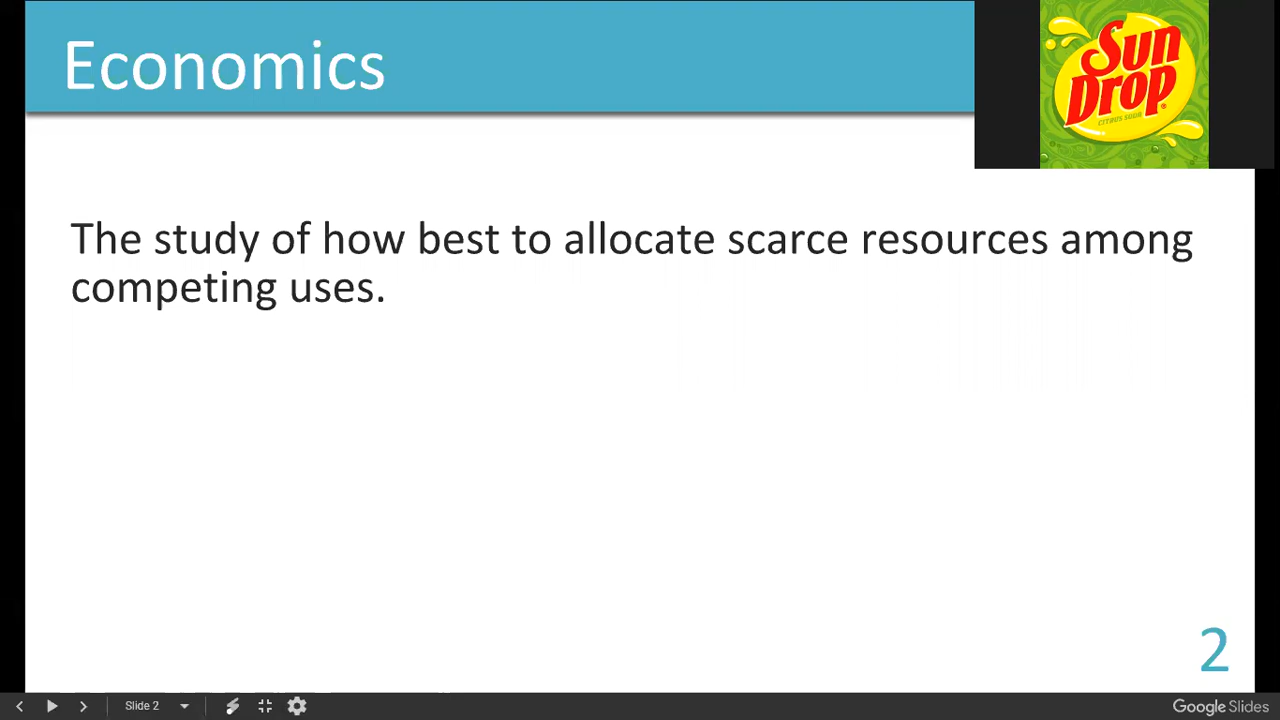 Economics
Sun
Drop
CITRUS SODA
The study of how best to allocate scarce resources among
competing uses.
2
Slide 2
Google Slides